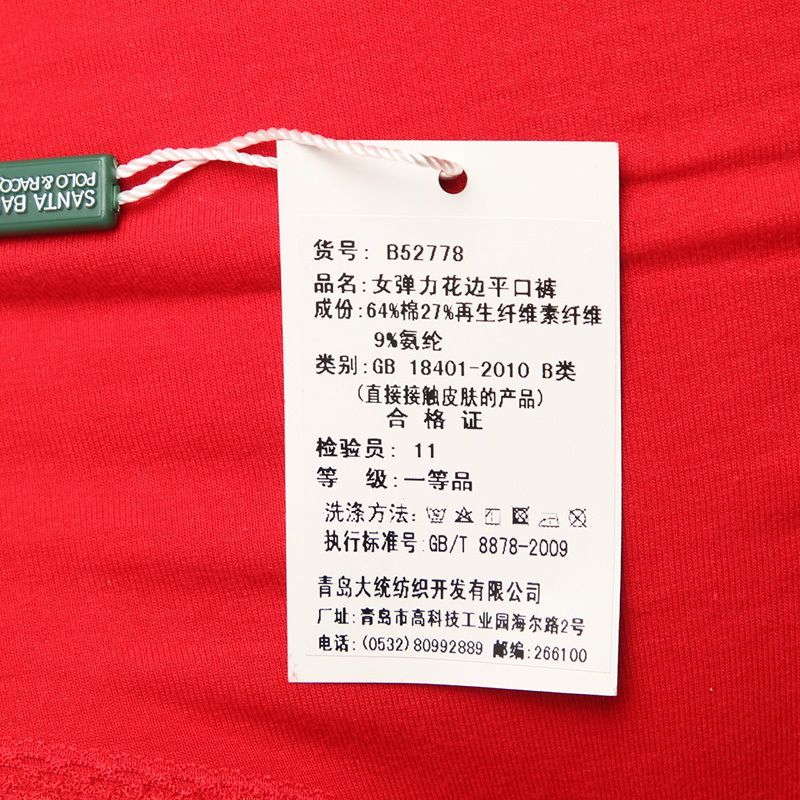 SANTA BA
POLO & RACQ
货号: B52778
品名:女弹力花边平口裤
成份:64%棉27%再生纤维素纤维
9%氨纶
类别:GB 18401-2010 B类
(直接接触皮肤的产品)
合格证
检验员: 11
等 级:一等品
洗涤方法:
执行标准号:GB/T 8878-2009
青岛大统纺织开发有限公司
厂址:青岛市高科技工业园海尔路2号
电话:(0532)80992889 邮编:266100